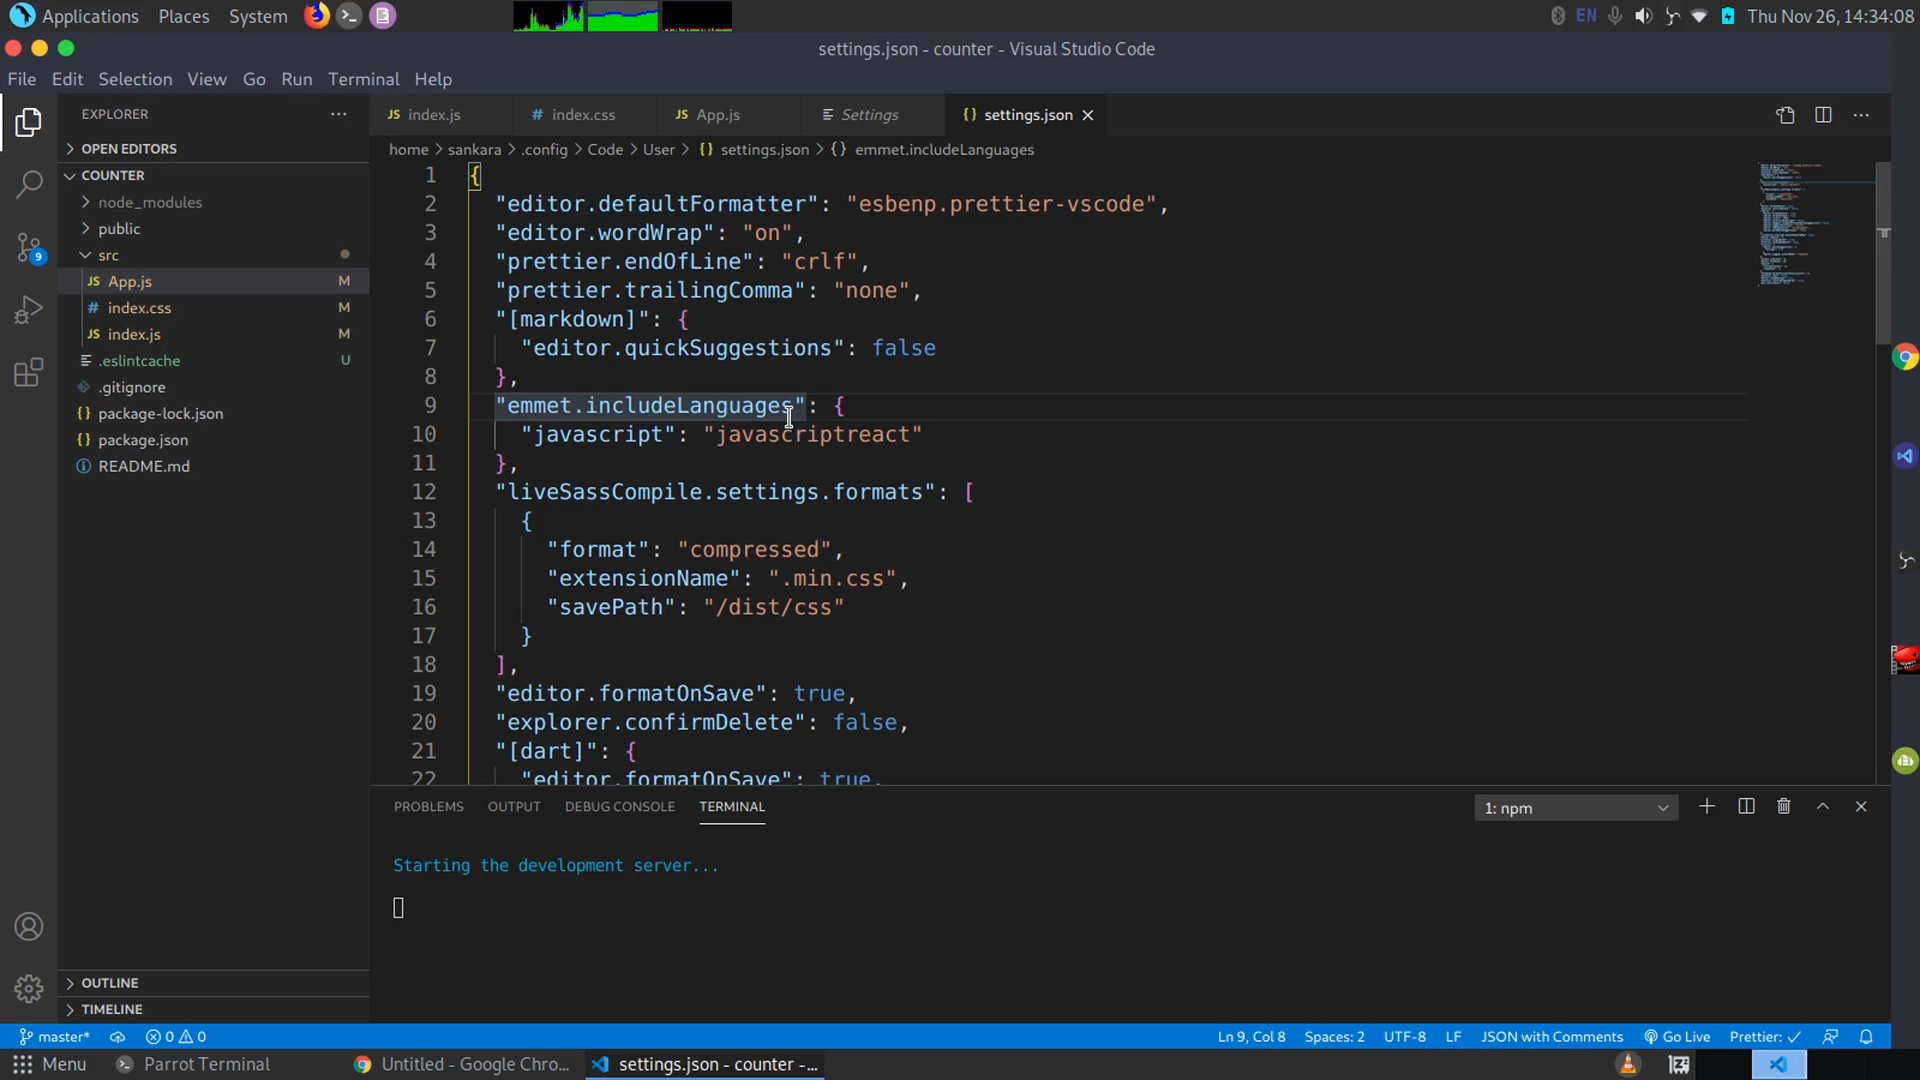 Applications Places System EN Thu Nov 26, 14:34:08
settings.json - counter - Visual Studio Code
File Edit Selection View Go Run Terminal Help
EXPLORER
JS index.js # index.css JS App.js Settings {} settings.json
home > sankara > .config > Code > User > {} settings.json > {} emmet.includeLanguages
OPEN EDITORS
COUNTER
node_modules
public
src
JS App.js M
# index.css M
JS index.js M
.eslintcache U
.gitignore
package-lock.json
package.json
README.md
9
OUTLINE
TIMELINE
1 {
2 "editor.defaultFormatter": "esbenp.prettier-vscode",
3 "editor.wordWrap": "on",
4 "prettier.endOfLine": "crlf",
5 "prettier.trailingComma": "none",
6 "[markdown]": {
7 "editor.quickSuggestions": false
8 },
9 "emmet.includeLanguages": {
10 "javascript": "javascriptreact"
11 },
12 "liveSassCompile.settings.formats": [
13 {
14 "format": "compressed",
15 "extensionName": ".min.css",
16 "savePath": "/dist/css"
17 }
18 ],
19 "editor.formatOnSave": true,
20 "explorer.confirmDelete": false,
21 "[dart]": {
22 "editor.formatOnSave": true,
PROBLEMS OUTPUT DEBUG CONSOLE TERMINAL 1: npm
Starting the development server...
master* 0 0 Ln 9, Col 8 Spaces: 2 UTF-8 LF JSON with Comments Go Live Prettier: ✓
Menu Parrot Terminal Untitled - Google Chro... settings.json - counter -...